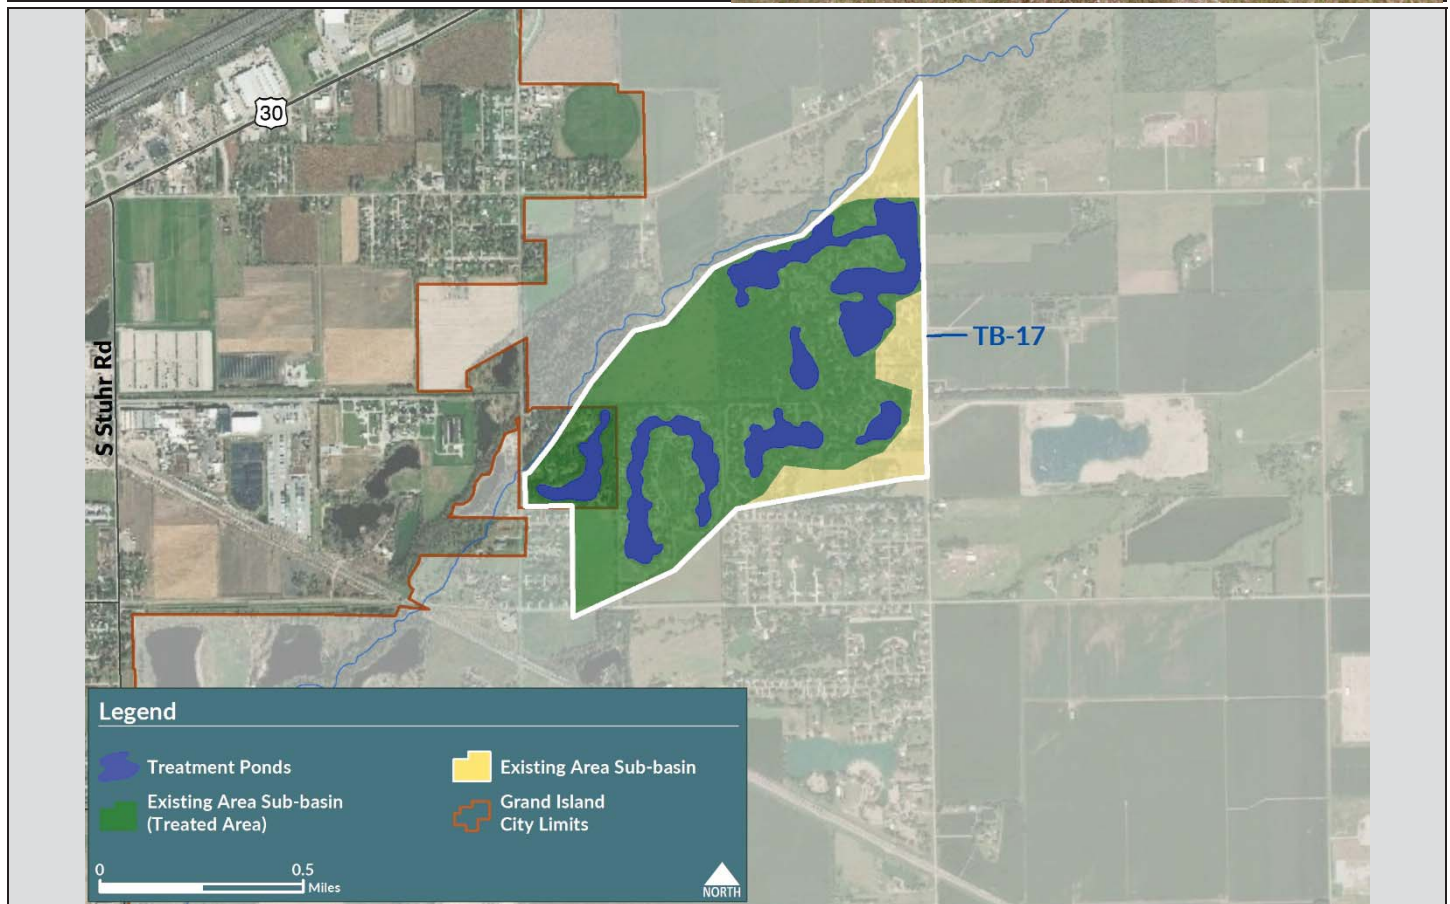 30
S Stuhr Rd
TB-17
Legend
Treatment Ponds
Existing Area Sub-basin
(Treated Area)
Existing Area Sub-basin
Grand Island
City Limits
0
0.5
Miles
NORTH